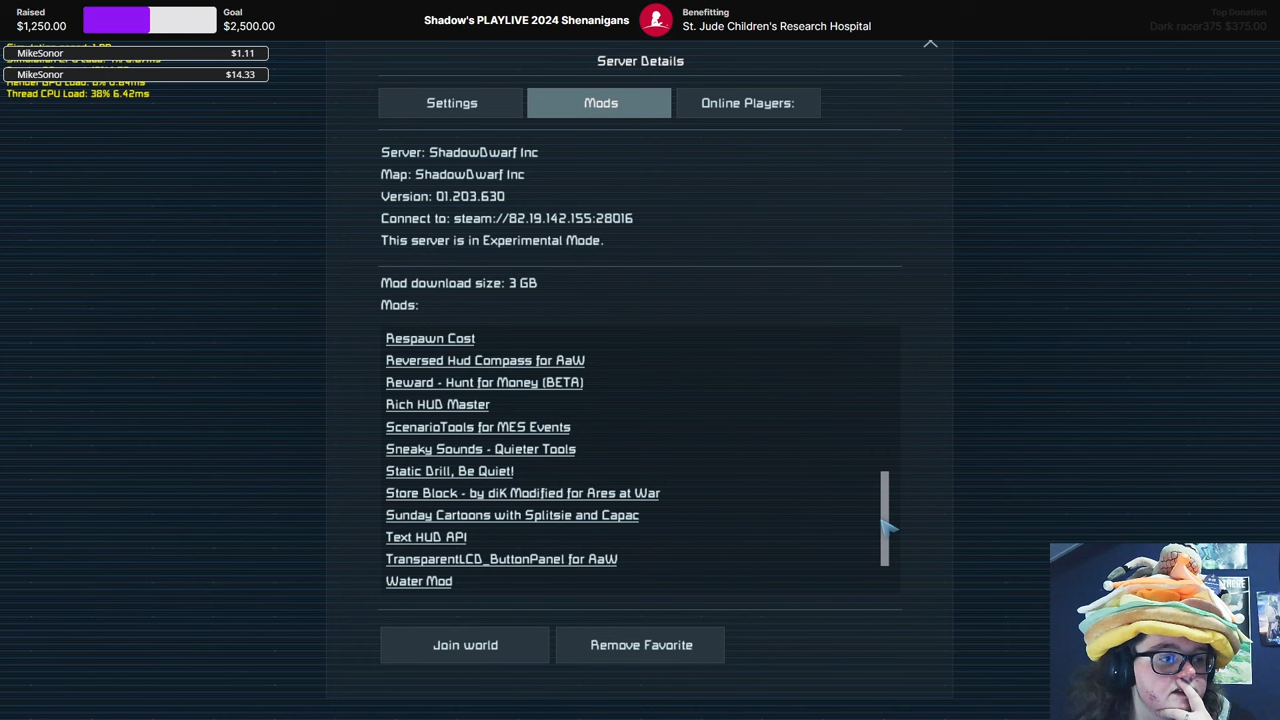 Raised
$1,250.00
Goal
$2,500.00
Shadow's PLAYLIVE 2024 Shenanigans
Benefitting
St. Jude Children's Research Hospital
Top Donation
Dark racer375 $375.00
MikeSonor $1.11
MikeSonor $14.33
Thread CPU Load: 38% 6.42ms
Server Details
Settings
Mods
Online Players:
Server: ShadowDwarf Inc
Map: ShadowDwarf Inc
Version: 01.203.630
Connect to: steam://82.19.142.155:28016
This server is in Experimental Mode.
Mod download size: 3 GB
Mods:
Respawn Cost
Reversed Hud Compass for AaW
Reward - Hunt for Money (BETA)
Rich HUD Master
ScenarioTools for MES Events
Sneaky Sounds - Quieter Tools
Static Drill, Be Quiet!
Store Block - by diK Modified for Ares at War
Sunday Cartoons with Splitsie and Capac
Text HUD API
TransparentLCD_ButtonPanel for AaW
Water Mod
Join world
Remove Favorite